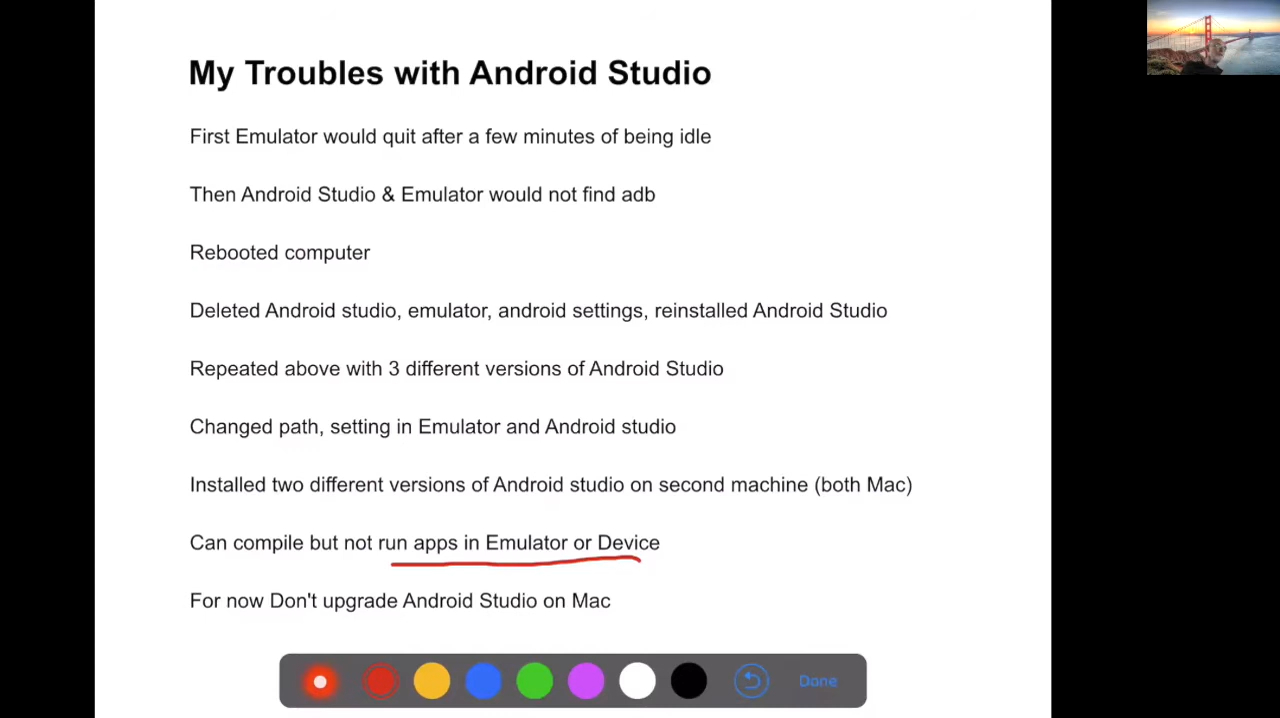 My Troubles with Android Studio
First Emulator would quit after a few minutes of being idle
Then Android Studio & Emulator would not find adb
Rebooted computer
Deleted Android studio, emulator, android settings, reinstalled Android Studio
Repeated above with 3 different versions of Android Studio
Changed path, setting in Emulator and Android studio
Installed two different versions of Android studio on second machine (both Mac)
Can compile but not run apps in Emulator or Device
For now Don't upgrade Android Studio on Mac
Done